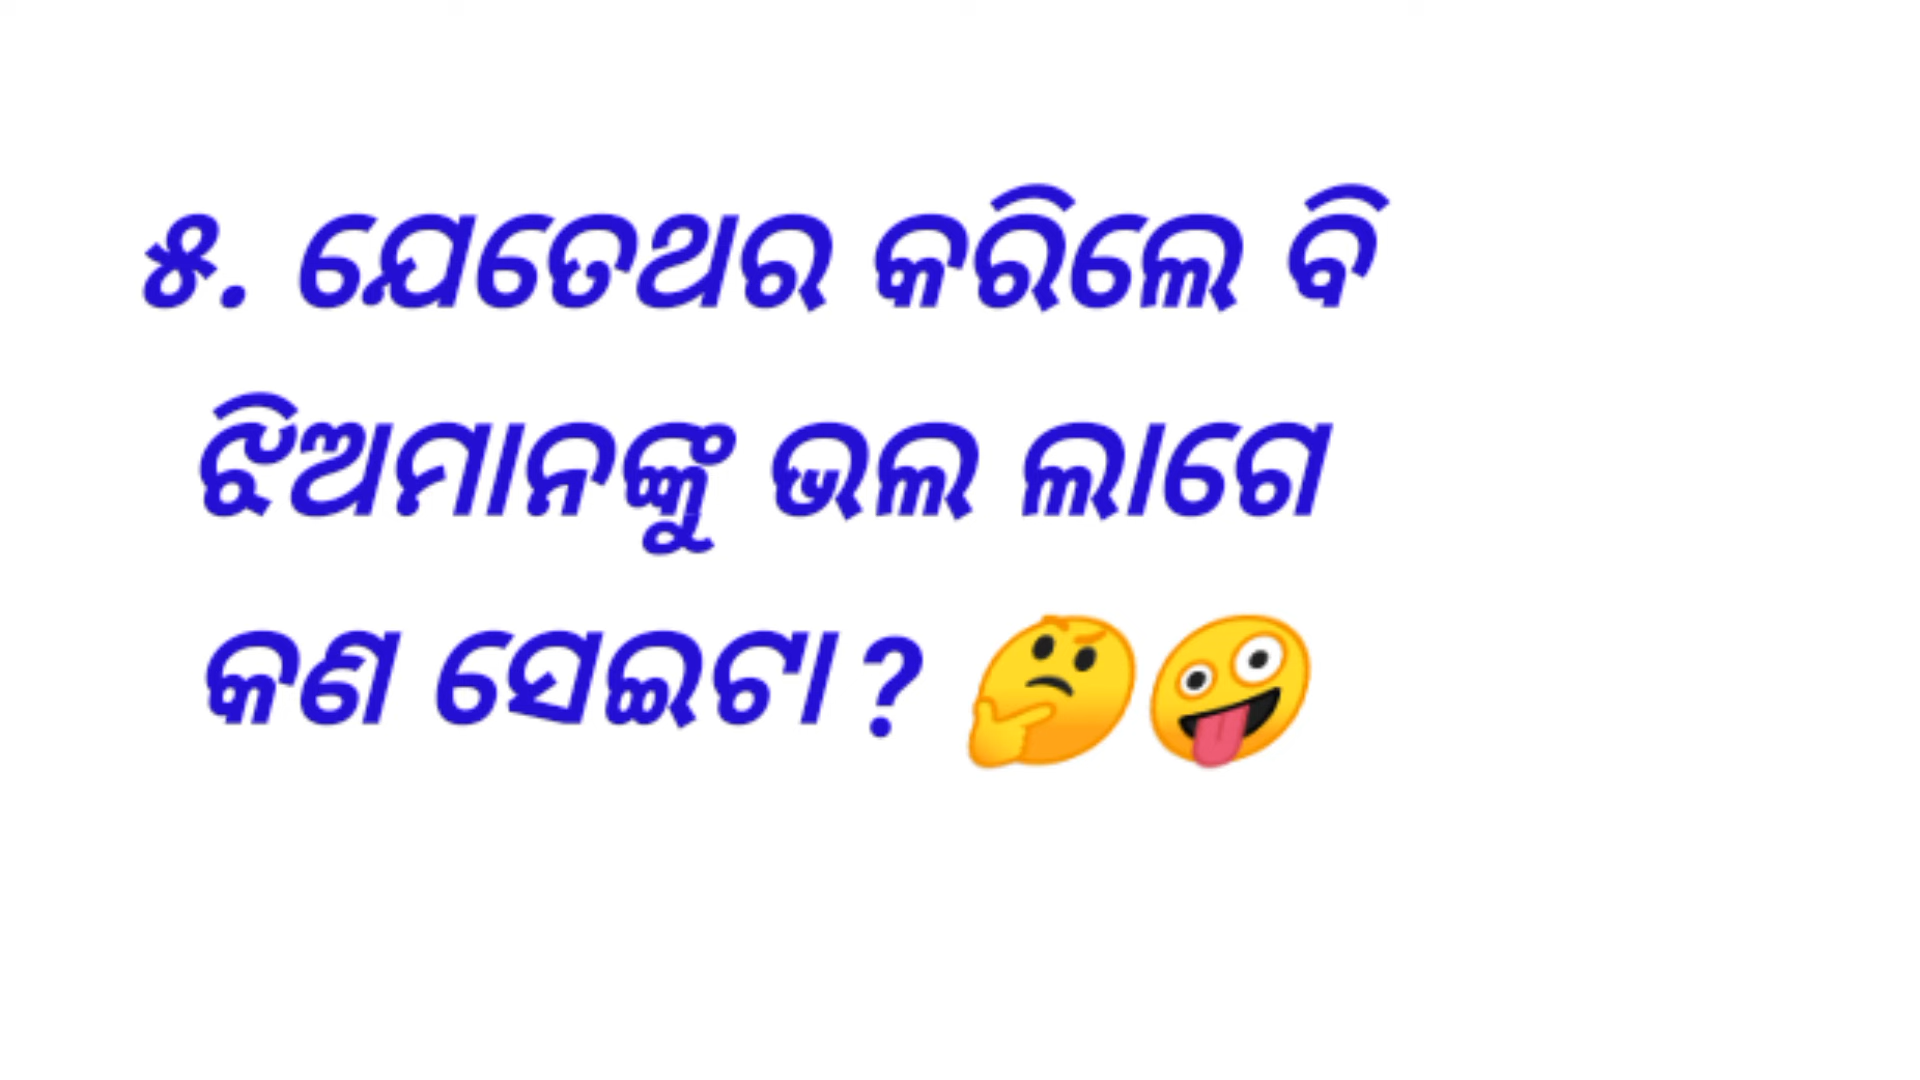 ୫. ଯେତେଥର କରିଲେ ବି
ଝିଅମାନଙ୍କୁ ଭଲ ଲାଗେ
କଣ ସେଇଟା ? 🤔🤪